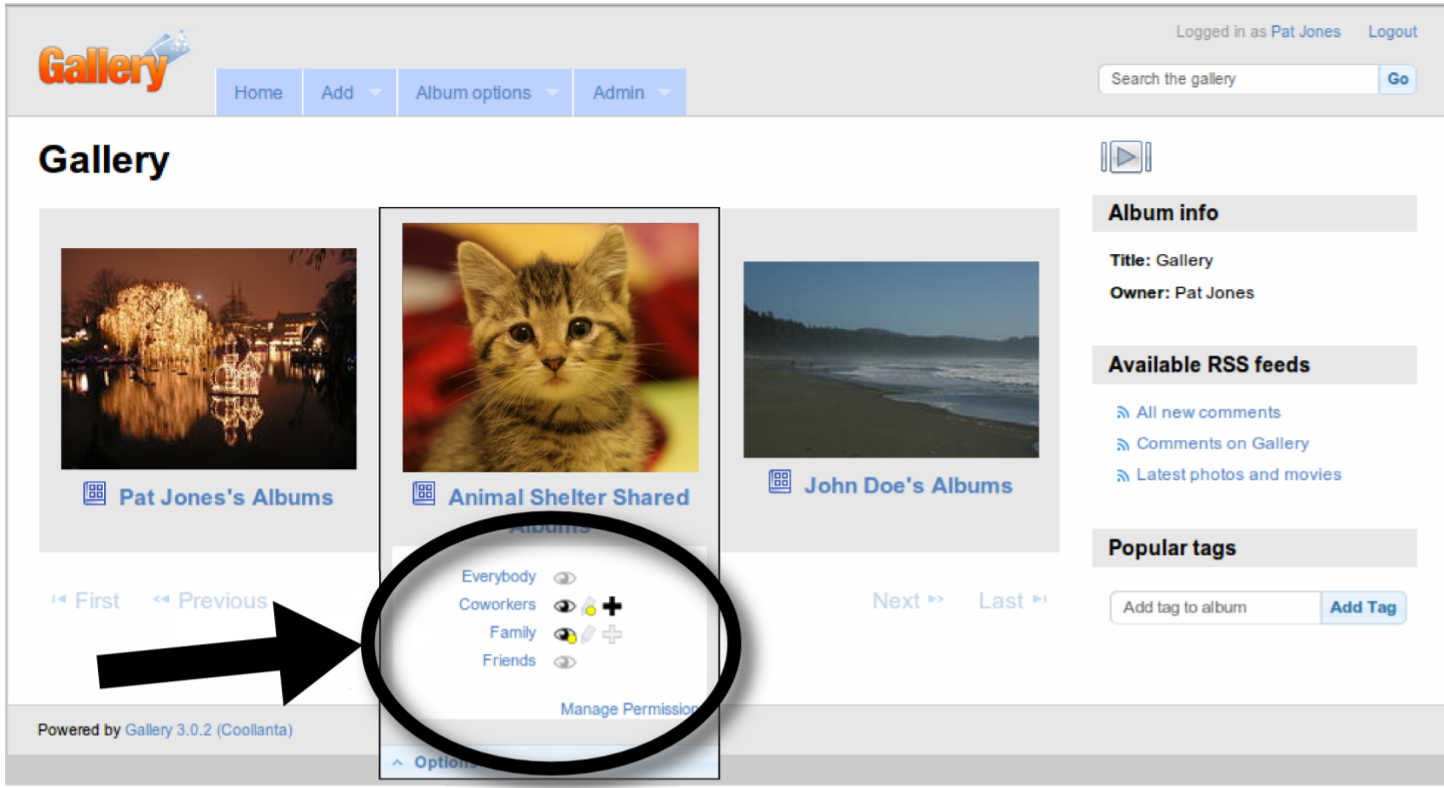 Logged in as Pat Jones Logout
Gallery
Home Add Album options Admin
Search the gallery Go
Gallery
Album info
Title: Gallery
Owner: Pat Jones
Available RSS feeds
All new comments
Comments on Gallery
Latest photos and movies
Popular tags
Add tag to album Add Tag
Pat Jones's Albums
Animal Shelter Shared
Albums
John Doe's Albums
Everybody
Coworkers
Family
Friends
Manage Permission
Options
First Previous
Next Last
Powered by Gallery 3.0.2 (Coollanta)